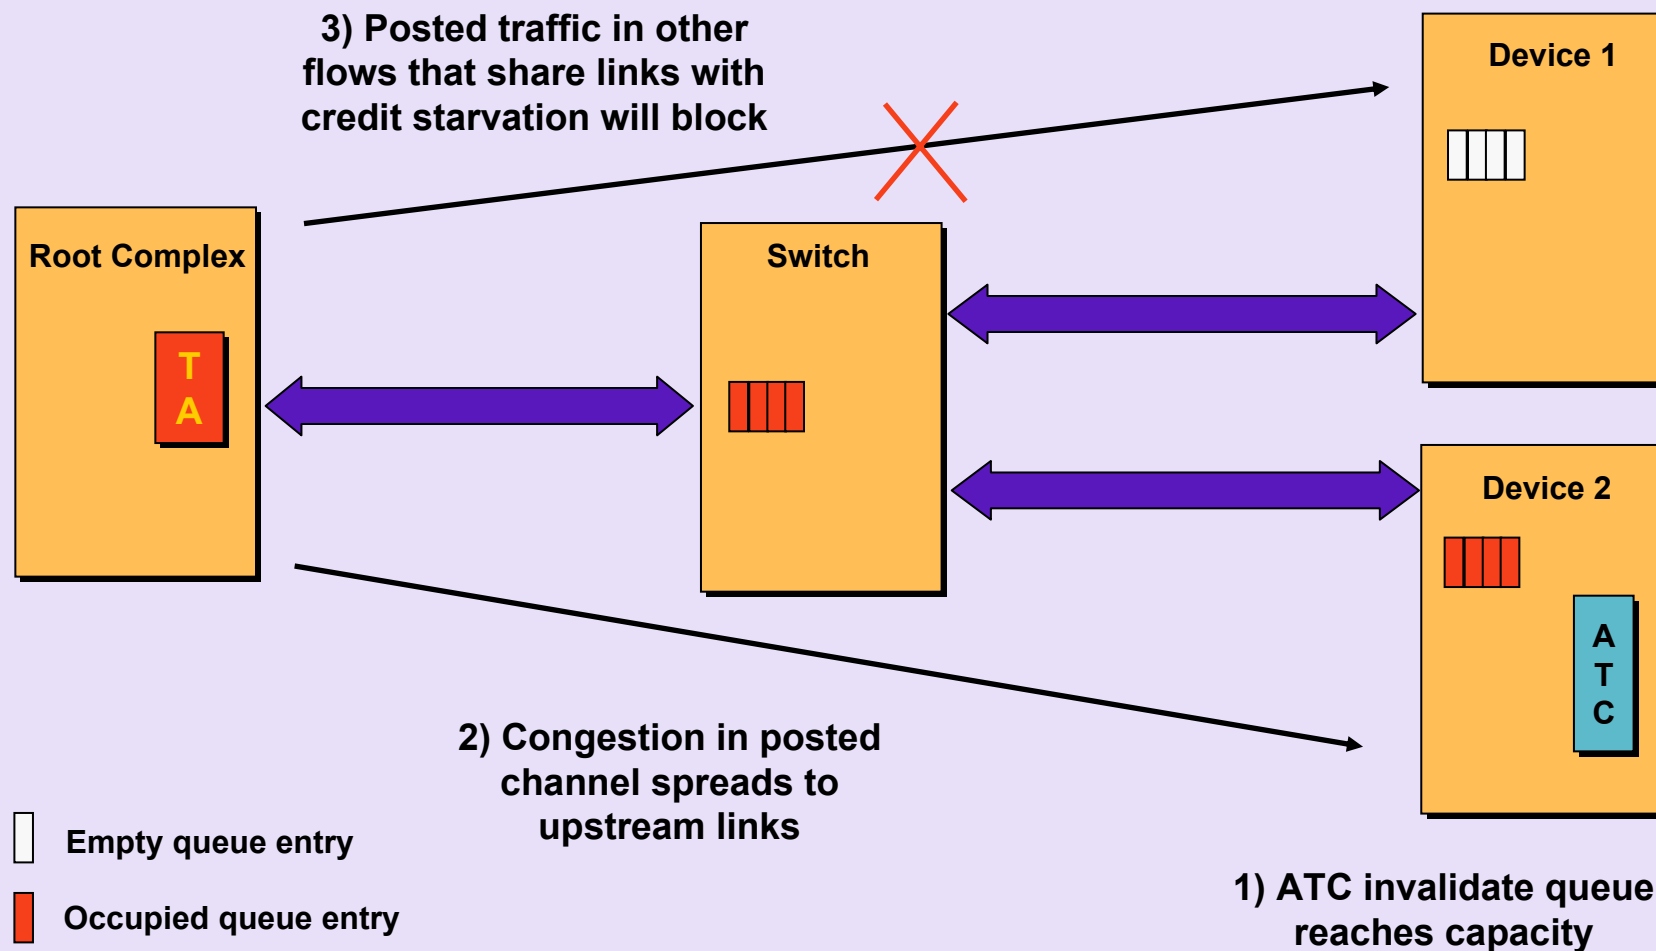 3) Posted traffic in other
flows that share links with
credit starvation will block
Device 1
Root Complex
T
A
Switch
Device 2
A
T
C
2) Congestion in posted
channel spreads to
upstream links
Empty queue entry
Occupied queue entry
1) ATC invalidate queue
reaches capacity